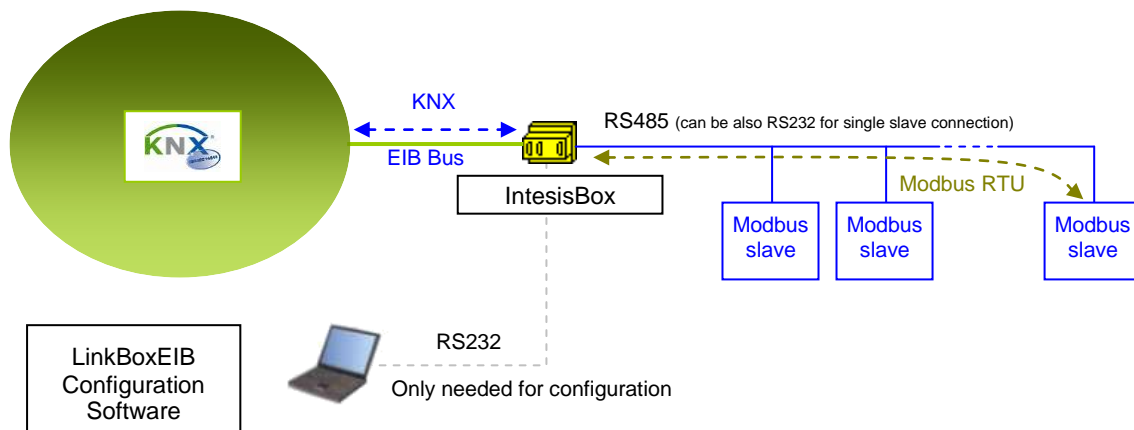 KNX
KNX
EIB Bus
RS485 (can be also RS232 for single slave connection)
Modbus RTU
IntesisBox
Modbus
slave
Modbus
slave
Modbus
slave
LinkBoxEIB
Configuration
Software
RS232
Only needed for configuration